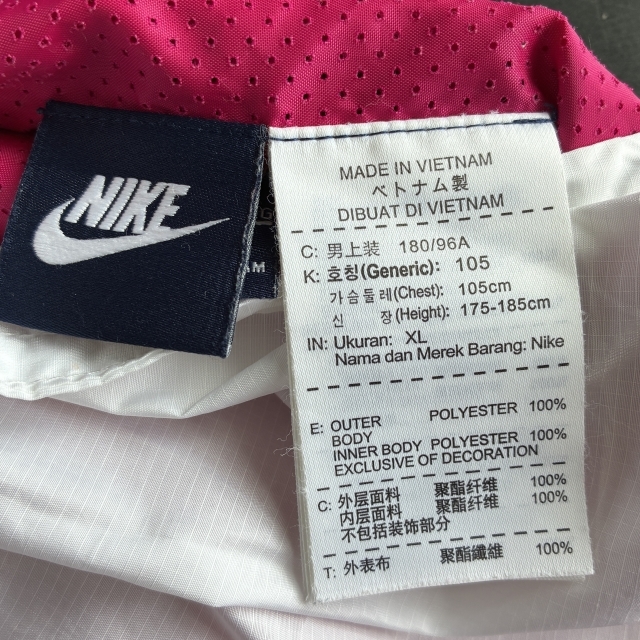 NIKE
MADE IN VIETNAM
ベトナム製
DIBUAT DI VIETNAM
C: 男上装 180/96A
K: 호칭(Generic): 105
가슴둘레(Chest): 105cm
신 장(Height): 175-185cm
IN: Ukuran: XL
Nama dan Merek Barang: Nike
E: OUTER POLYESTER 100%
BODY
INNER BODY POLYESTER 100%
EXCLUSIVE OF DECORATION
C: 外层面料 聚酯纤维 100%
内层面料 聚酯纤维 100%
不包括装饰部分
T: 外表布 聚酯纖維 100%